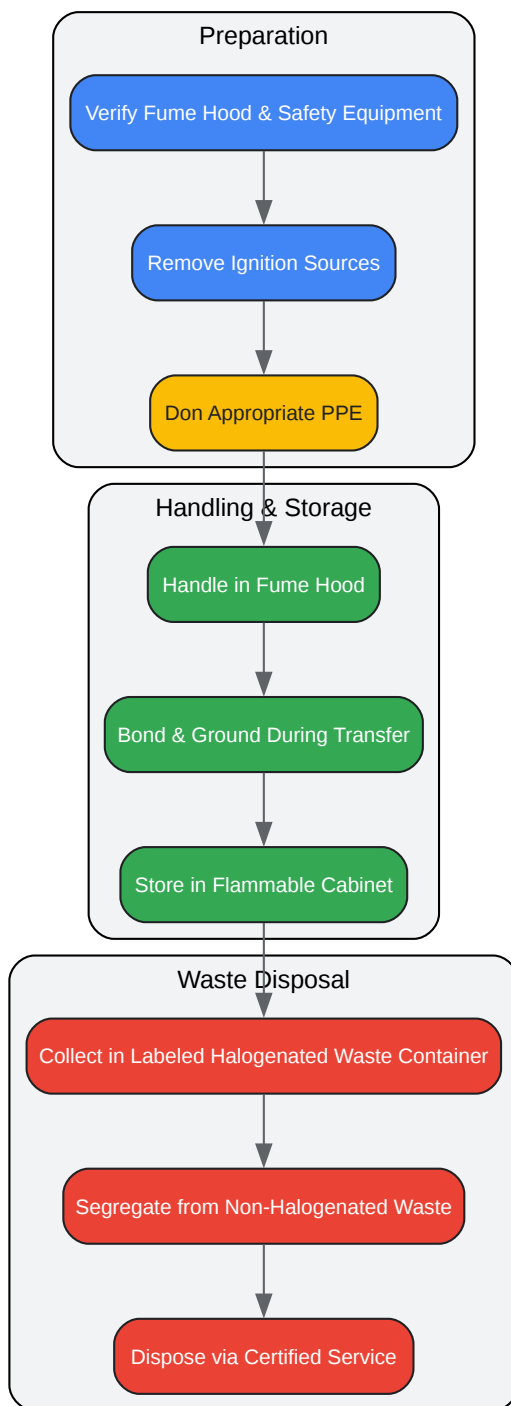 Preparation
Verify Fume Hood & Safety Equipment
Remove Ignition Sources
Don Appropriate PPE
Handling & Storage
Handle in Fume Hood
Bond & Ground During Transfer
Store in Flammable Cabinet
Waste Disposal
Collect in Labeled Halogenated Waste Container
Segregate from Non-Halogenated Waste
Dispose via Certified Service